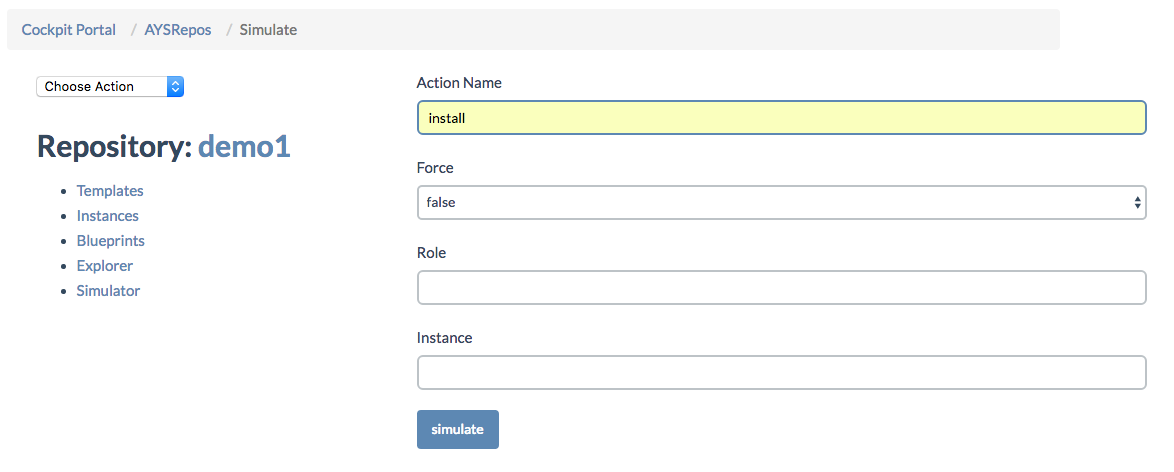 Cockpit Portal / AYSRepos / Simulate
Choose Action
Repository: demo1
Templates
Instances
Blueprints
Explorer
Simulator
Action Name
install
Force
false
Role
Instance
simulate